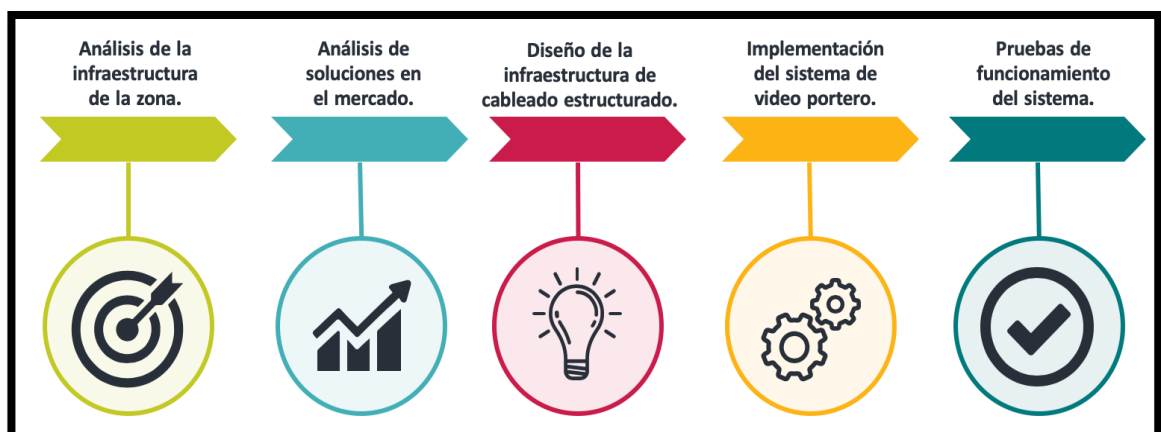 Análisis de la
infraestructura
de la zona.
Análisis de
soluciones en
el mercado.
Diseño de la
infraestructura de
cableado estructurado.
Implementación
del sistema de
video portero.
Pruebas de
funcionamiento
del sistema.